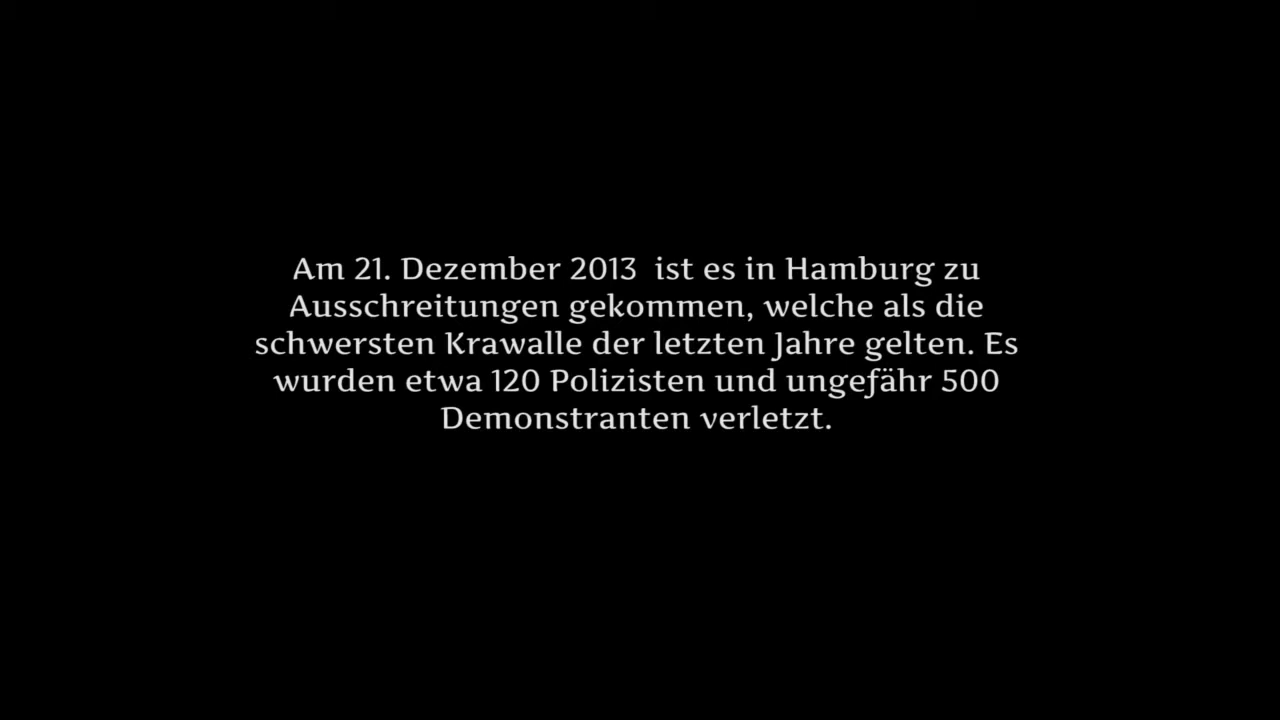 Am 21. Dezember 2013  ist es in Hamburg zu
Ausschreitungen gekommen, welche als die
schwersten Krawalle der letzten Jahre gelten. Es
wurden etwa 120 Polizisten und ungefähr 500
Demonstranten verletzt.